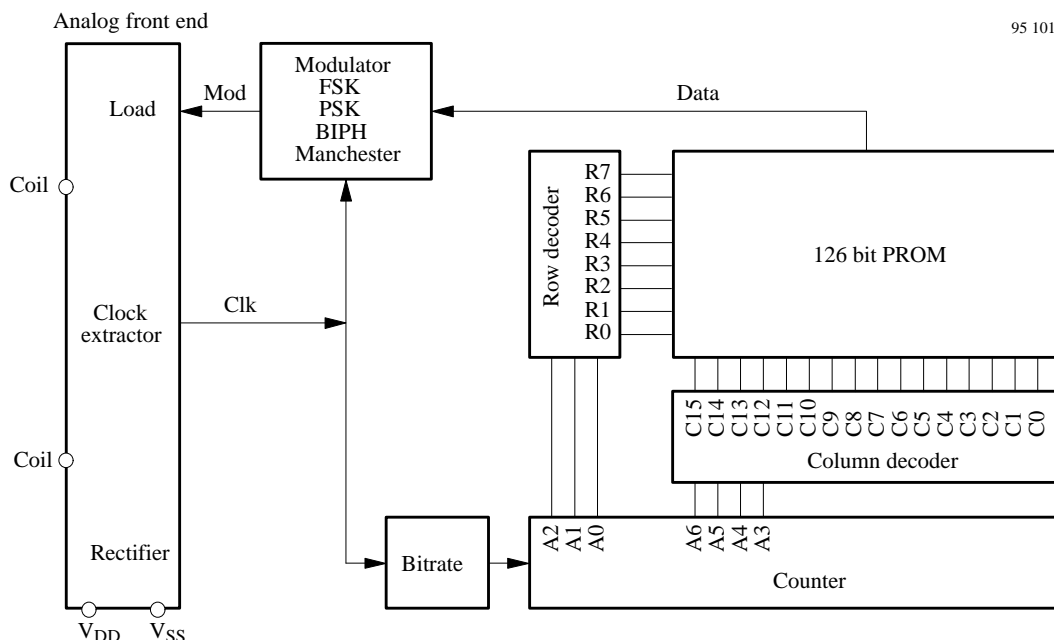 Analog front end
95 101
Load
Mod
Modulator
FSK
PSK
BIPH
Manchester
Data
Coil
Row decoder
R7
R6
R5
R4
R3
R2
R1
R0
126 bit PROM
Clock
extractor
Clk
C15
C14
C13
C12
C11
C10
C9
C8
C7
C6
C5
C4
C3
C2
C1
C0
Column decoder
Coil
A2
A1
A0
A6
A5
A4
A3
Rectifier
Bitrate
Counter
VDD
VSS